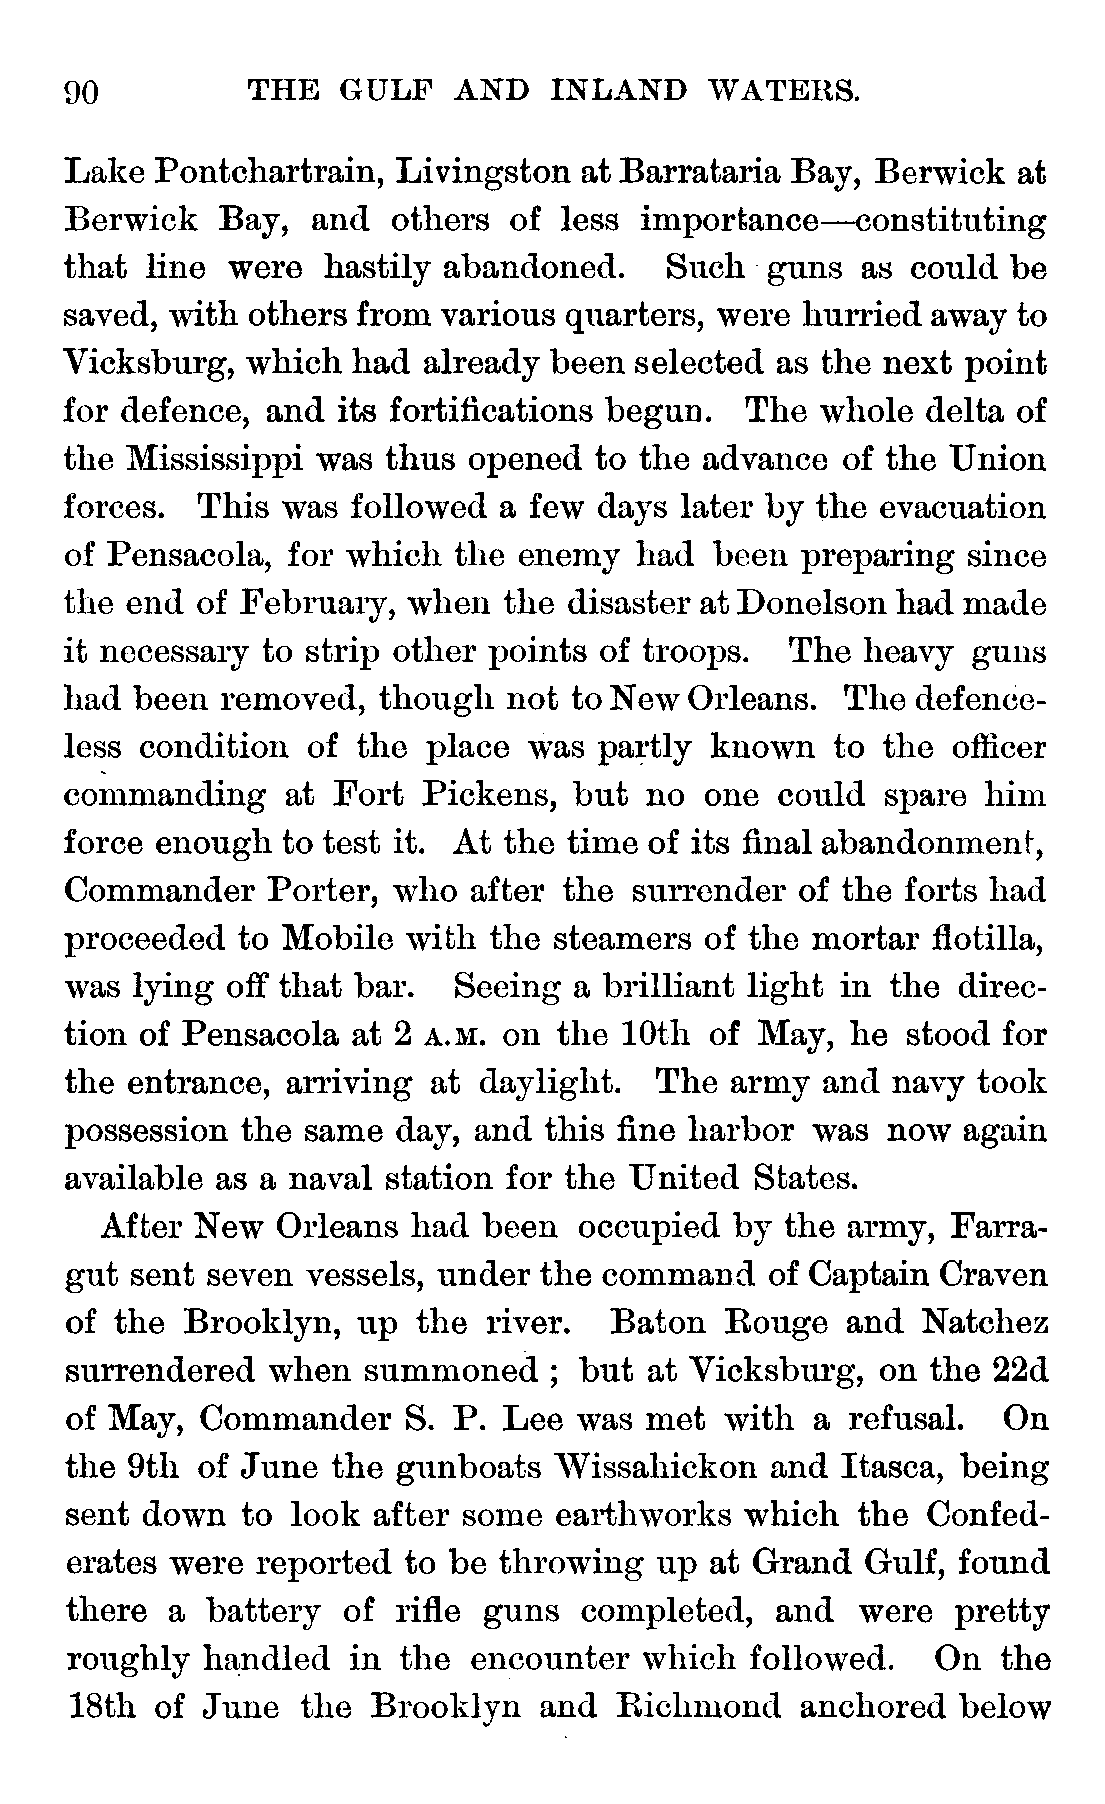 90 THE GULF AND INLAND WATERS.
Lake Pontchartrain, Livingston at Barrataria Bay, Berwick at
Berwick Bay, and others of less importance—constituting
that line were hastily abandoned. Such guns as could be
saved, with others from various quarters, were hurried away to
Vicksburg, which had already been selected as the next point
for defence, and its fortifications begun. The whole delta of
the Mississippi was thus opened to the advance of the Union
forces. This was followed a few days later by the evacuation
of Pensacola, for which the enemy had been preparing since
the end of February, when the disaster at Donelson had made
it necessary to strip other points of troops. The heavy guns
had been removed, though not to New Orleans. The defence-
less condition of the place was partly known to the officer
commanding at Fort Pickens, but no one could spare him
force enough to test it. At the time of its final abandonment,
Commander Porter, who after the surrender of the forts had
proceeded to Mobile with the steamers of the mortar flotilla,
was lying off that bar. Seeing a brilliant light in the direc-
tion of Pensacola at 2 A.M. on the 10th of May, he stood for
the entrance, arriving at daylight. The army and navy took
possession the same day, and this fine harbor was now again
available as a naval station for the United States.
After New Orleans had been occupied by the army, Farra-
gut sent seven vessels, under the command of Captain Craven
of the Brooklyn, up the river. Baton Rouge and Natchez
surrendered when summoned ; but at Vicksburg, on the 22d
of May, Commander S. P. Lee was met with a refusal. On
the 9th of June the gunboats Wissahickon and Itasca, being
sent down to look after some earthworks which the Confed-
erates were reported to be throwing up at Grand Gulf, found
there a battery of rifle guns completed, and were pretty
roughly handled in the encounter which followed. On the
18th of June the Brooklyn and Richmond anchored below